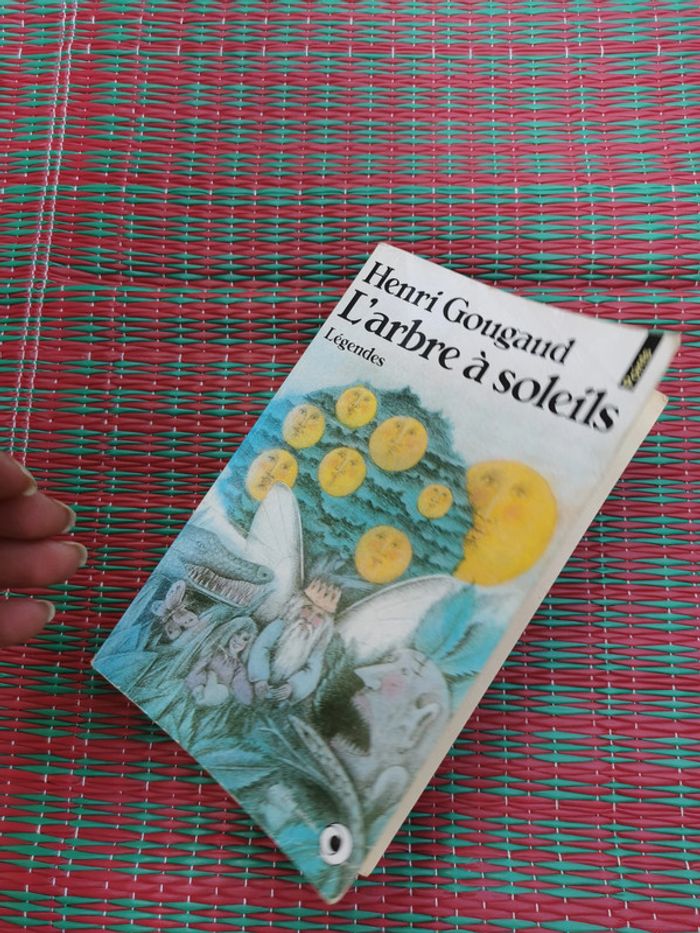 Henri Gougaud
L'arbre à soleils
Légendes